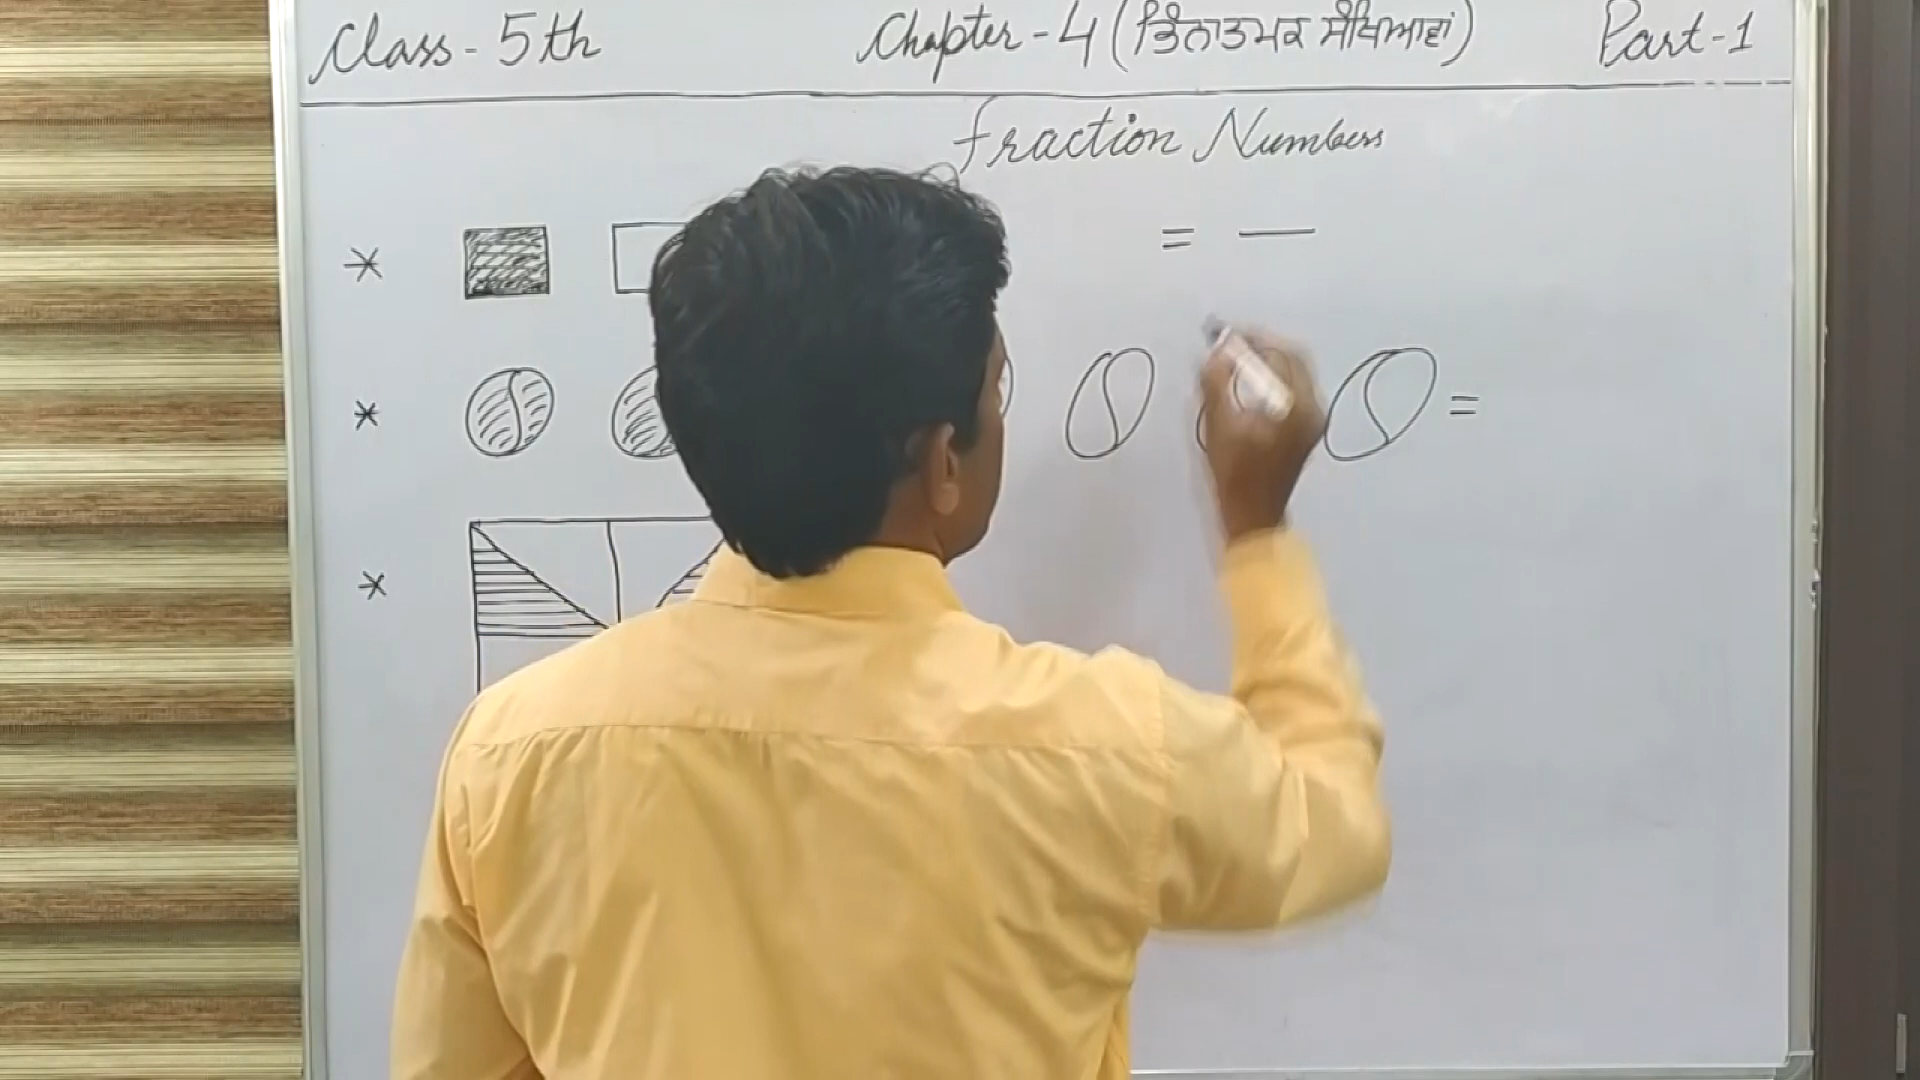 Class - 5th Chapter - 4 (ਭਿੰਨਾਤਮਕ ਸੰਖਿਆਵਾਂ) Part - 1
Fraction Numbers
*
= —
*
=
*